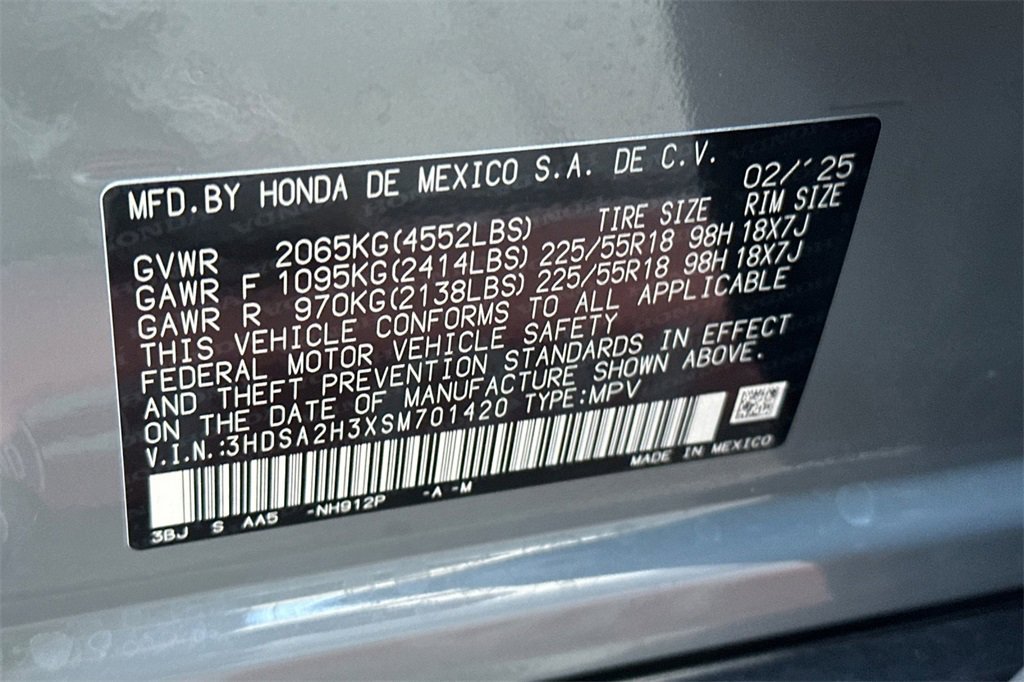 MFD.BY HONDA DE MEXICO S.A. DE C.V.
02/'25
TIRE SIZE RIM SIZE
GVWR 2065KG(4552LBS)
GAWR F 1095KG(2414LBS) 225/55R18 98H 18X7J
GAWR R 970KG(2138LBS) 225/55R18 98H 18X7J
THIS VEHICLE CONFORMS TO ALL APPLICABLE
FEDERAL MOTOR VEHICLE SAFETY
AND THEFT PREVENTION STANDARDS IN EFFECT
ON THE DATE OF MANUFACTURE SHOWN ABOVE.
V.I.N.:3HDSA2H3XSM701420 TYPE:MPV
MADE IN MEXICO
3BJ S AA5 -NH912P -A -M